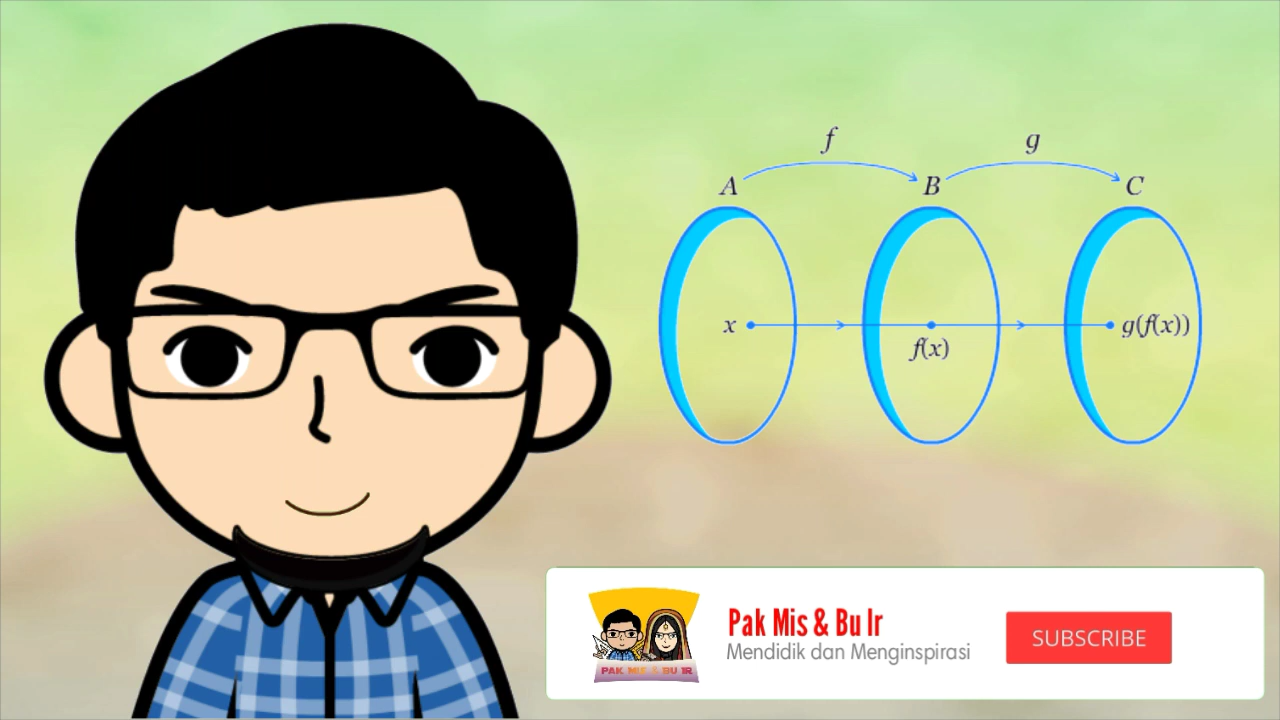 f g
A B C
x f(x) g(f(x))
Pak Mis & Bu Ir
Mendidik dan Menginspirasi
SUBSCRIBE
PAK MIS & BU IR